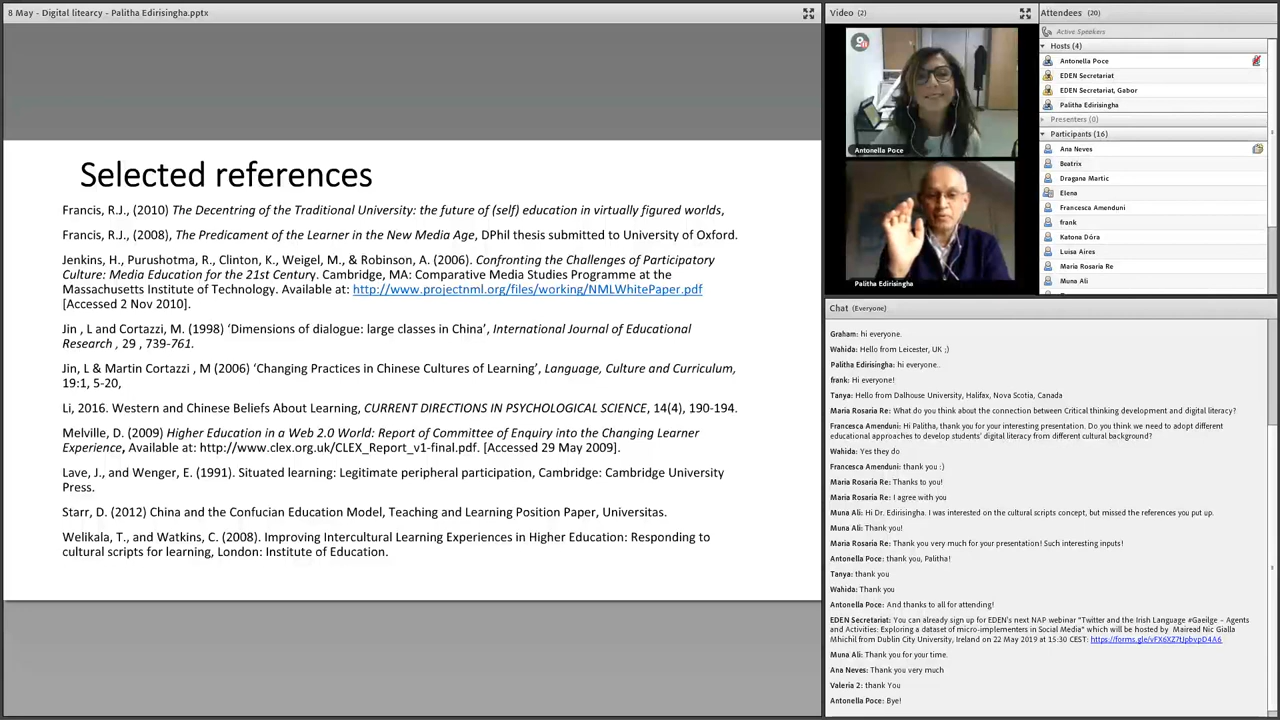 8 May - Digital litearcy - Palitha Edirisingha.pptx
Selected references
Francis, R.J., (2010) The Decentring of the Traditional University: the future of (self) education in virtually figured worlds,
Francis, R.J., (2008), The Predicament of the Learner in the New Media Age, DPhil thesis submitted to University of Oxford.
Jenkins, H., Purushotma, R., Clinton, K., Weigel, M., & Robinson, A. (2006). Confronting the Challenges of Participatory
Culture: Media Education for the 21st Century. Cambridge, MA: Comparative Media Studies Programme at the
Massachusetts Institute of Technology. Available at: http://www.projectnml.org/files/working/NMLWhitePaper.pdf
[Accessed 2 Nov 2010].
Jin , L and Cortazzi, M. (1998) ‘Dimensions of dialogue: large classes in China’, International Journal of Educational
Research , 29 , 739-761.
Jin, L & Martin Cortazzi , M (2006) ‘Changing Practices in Chinese Cultures of Learning’, Language, Culture and Curriculum,
19:1, 5-20,
Li, 2016. Western and Chinese Beliefs About Learning, CURRENT DIRECTIONS IN PSYCHOLOGICAL SCIENCE, 14(4), 190-194.
Melville, D. (2009) Higher Education in a Web 2.0 World: Report of Committee of Enquiry into the Changing Learner
Experience, Available at: http://www.clex.org.uk/CLEX_Report_v1-final.pdf. [Accessed 29 May 2009].
Lave, J., and Wenger, E. (1991). Situated learning: Legitimate peripheral participation, Cambridge: Cambridge University
Press.
Starr, D. (2012) China and the Confucian Education Model, Teaching and Learning Position Paper, Universitas.
Welikala, T., and Watkins, C. (2008). Improving Intercultural Learning Experiences in Higher Education: Responding to
cultural scripts for learning, London: Institute of Education.
Video (2)
Antonella Poce
Palitha Edirisingha
Attendees (20)
Active Speakers
Hosts (4)
Antonella Poce
EDEN Secretariat
EDEN Secretariat, Gabor
Palitha Edirisingha
Presenters (0)
Participants (16)
Ana Neves
Beatrix
Dragana Martic
Elena
Francesca Amenduni
frank
Katona Dóra
Luisa Aires
Maria Rosaria Re
Muna Ali
Chat (Everyone)
Graham: hi everyone.
Wahida: Hello from Leicester, UK ;)
Palitha Edirisingha: hi everyone..
frank: Hi everyone!
Tanya: Hello from Dalhouse University, Halifax, Nova Scotia, Canada
Maria Rosaria Re: What do you think about the connection between Critical thinking development and digital literacy?
Francesca Amenduni: Hi Palitha, thank you for your interesting presentation. Do you think we need to adopt different
educational approaches to develop students' digital literacy from different cultural background?
Wahida: Yes they do
Francesca Amenduni: thank you :)
Maria Rosaria Re: Thanks to you!
Maria Rosaria Re: I agree with you
Muna Ali: Hi Dr. Edirisingha. I was interested on the cultural scripts concept, but missed the references you put up.
Muna Ali: Thank you!
Maria Rosaria Re: Thank you very much for your presentation! Such interesting inputs!
Antonella Poce: thank you, Palitha!
Tanya: thank you
Wahida: Thank you
Antonella Poce: And thanks to all for attending!
EDEN Secretariat: You can already sign up for EDEN's next NAP webinar "Twitter and the Irish Language #Gaeilge – Agents
and Activities: Exploring a dataset of micro-implementers in Social Media" which will be hosted by Mairead Nic Gialla
Mhichil from Dublin City University, Ireland on 22 May 2019 at 15:30 CEST: https://forms.gle/vFX6XZ7tJpbvpD4A6
Muna Ali: Thank you for your time.
Ana Neves: Thank you very much
Valeria 2: thank You
Antonella Poce: Bye!